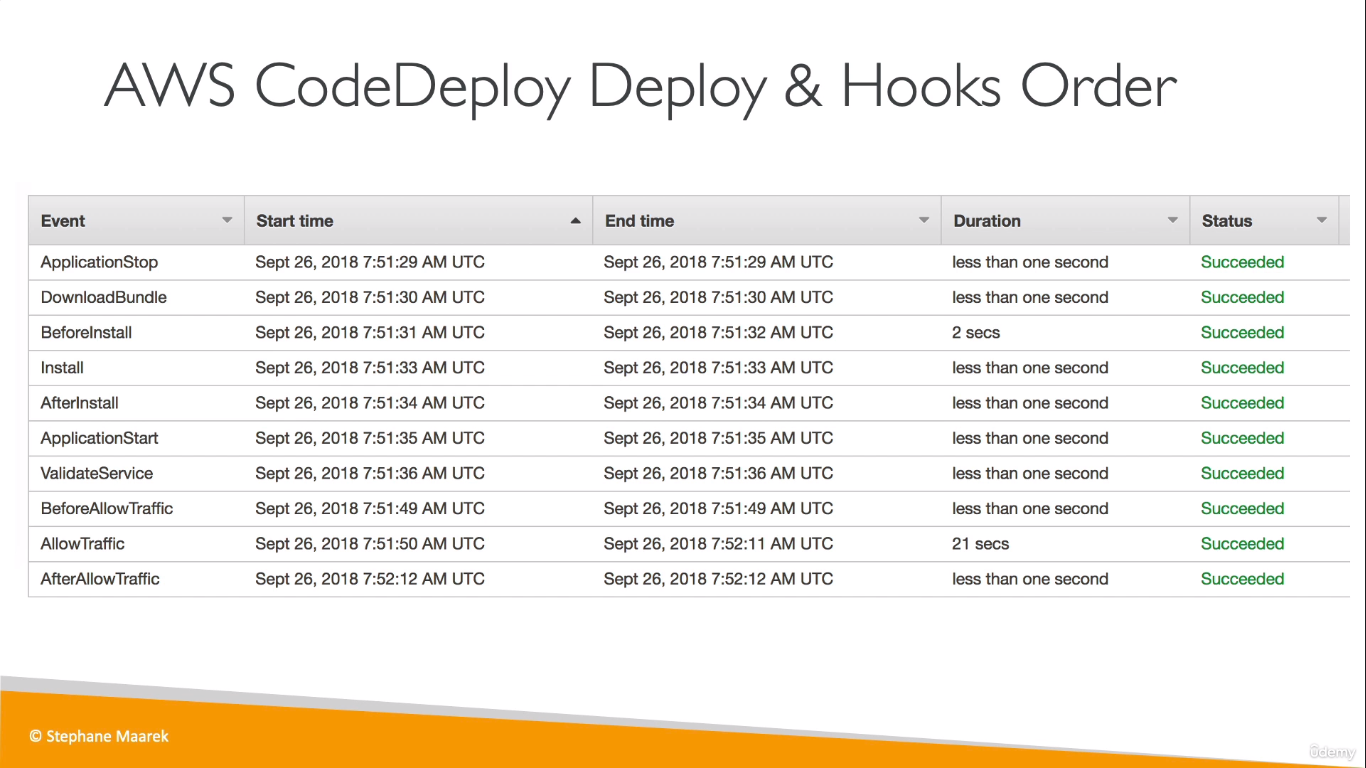 AWS CodeDeploy Deploy & Hooks Order
Event Start time End time Duration Status
ApplicationStop Sept 26, 2018 7:51:29 AM UTC Sept 26, 2018 7:51:29 AM UTC less than one second Succeeded
DownloadBundle Sept 26, 2018 7:51:30 AM UTC Sept 26, 2018 7:51:30 AM UTC less than one second Succeeded
BeforeInstall Sept 26, 2018 7:51:31 AM UTC Sept 26, 2018 7:51:32 AM UTC 2 secs Succeeded
Install Sept 26, 2018 7:51:33 AM UTC Sept 26, 2018 7:51:33 AM UTC less than one second Succeeded
AfterInstall Sept 26, 2018 7:51:34 AM UTC Sept 26, 2018 7:51:34 AM UTC less than one second Succeeded
ApplicationStart Sept 26, 2018 7:51:35 AM UTC Sept 26, 2018 7:51:35 AM UTC less than one second Succeeded
ValidateService Sept 26, 2018 7:51:36 AM UTC Sept 26, 2018 7:51:36 AM UTC less than one second Succeeded
BeforeAllowTraffic Sept 26, 2018 7:51:49 AM UTC Sept 26, 2018 7:51:49 AM UTC less than one second Succeeded
AllowTraffic Sept 26, 2018 7:51:50 AM UTC Sept 26, 2018 7:52:11 AM UTC 21 secs Succeeded
AfterAllowTraffic Sept 26, 2018 7:52:12 AM UTC Sept 26, 2018 7:52:12 AM UTC less than one second Succeeded
© Stephane Maarek
ûdemy